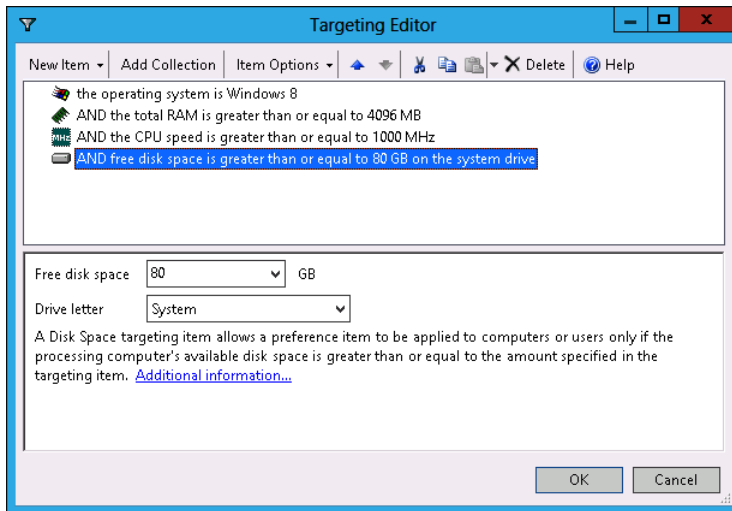 Targeting Editor
New Item Add Collection Item Options Delete Help
the operating system is Windows 8
AND the total RAM is greater than or equal to 4096 MB
MHz AND the CPU speed is greater than or equal to 1000 MHz
AND free disk space is greater than or equal to 80 GB on the system drive
Free disk space 80 GB
Drive letter System
A Disk Space targeting item allows a preference item to be applied to computers or users only if the
processing computer's available disk space is greater than or equal to the amount specified in the
targeting item. Additional information...
OK Cancel